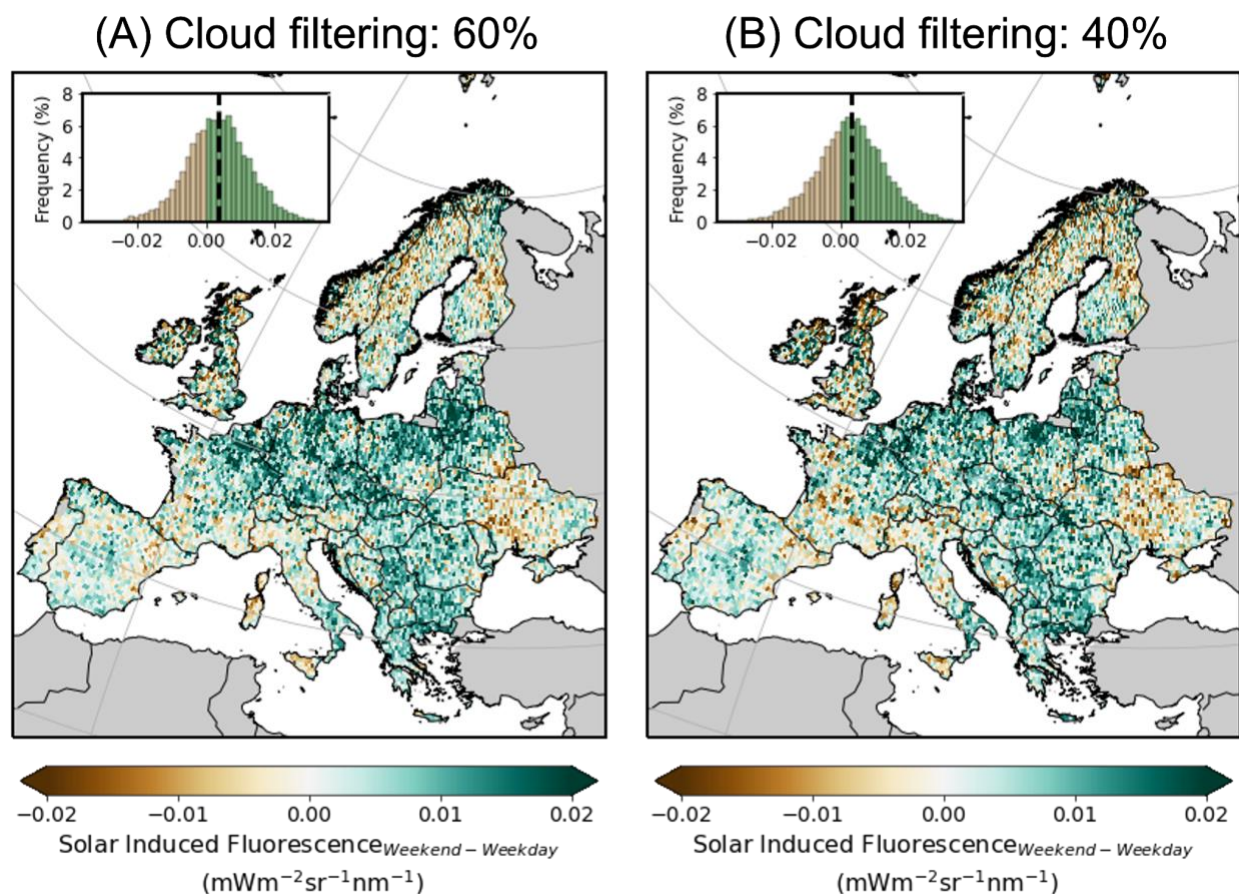 (A) Cloud filtering: 60%
(B) Cloud filtering: 40%
8
6
4
2
0
Frequency (%)
−0.02 0.00 0.02
8
6
4
2
0
Frequency (%)
−0.02 0.00 0.02
−0.02 −0.01 0.00 0.01 0.02
Solar Induced Fluorescence Weekend − Weekday
(mWm⁻²sr⁻¹nm⁻¹)
−0.02 −0.01 0.00 0.01 0.02
Solar Induced Fluorescence Weekend − Weekday
(mWm⁻²sr⁻¹nm⁻¹)